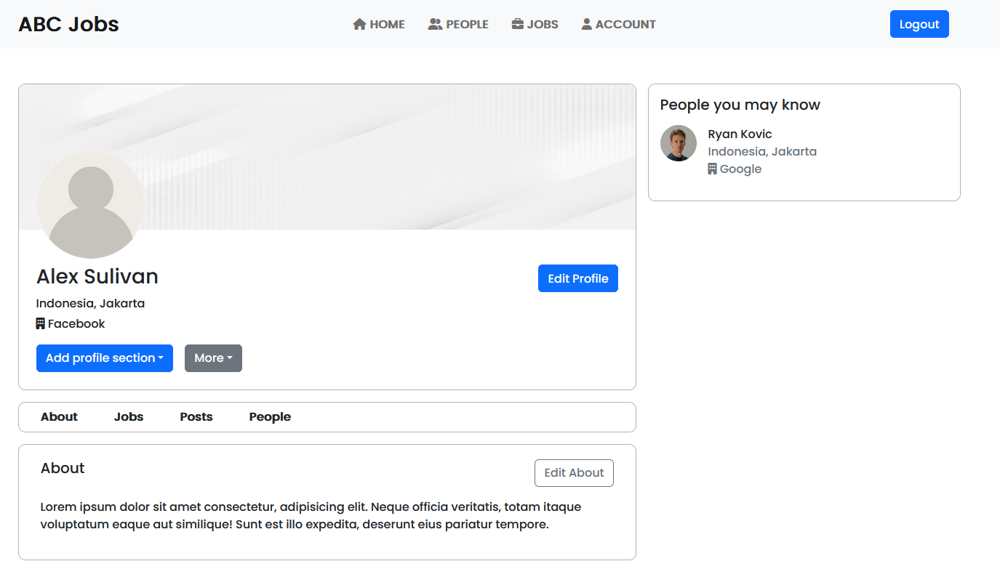 ABC Jobs
HOME
PEOPLE
JOBS
ACCOUNT
Logout
Alex Sulivan
Edit Profile
Indonesia, Jakarta
Facebook
Add profile section
More
About
Jobs
Posts
People
About
Edit About
Lorem ipsum dolor sit amet consectetur, adipisicing elit. Neque officia veritatis, totam itaque
voluptatum eaque aut similique! Sunt est illo expedita, deserunt eius pariatur tempore.
People you may know
Ryan Kovic
Indonesia, Jakarta
Google